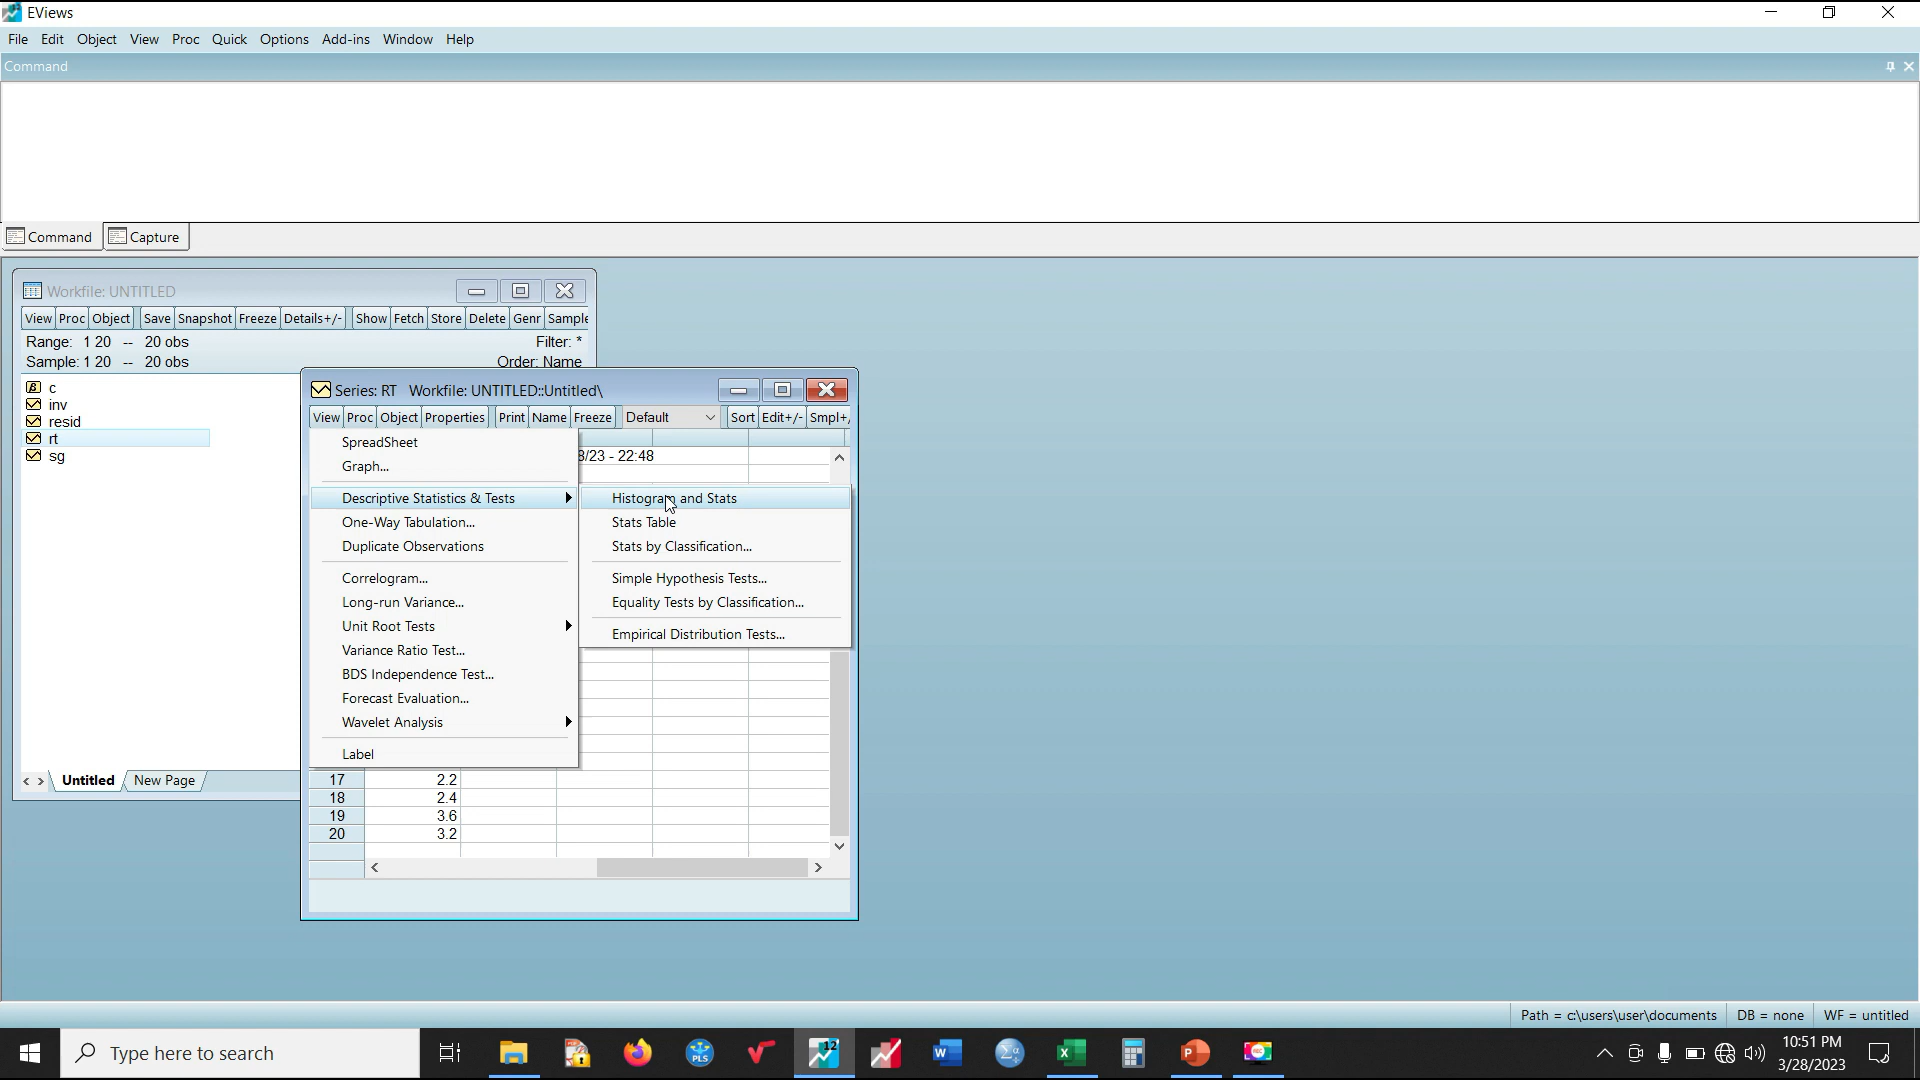 EViews
File Edit Object View Proc Quick Options Add-ins Window Help
Command
Command Capture
Workfile: UNTITLED
View Proc Object Save Snapshot Freeze Details+/- Show Fetch Store Delete Genr Sample
Range: 1 20 -- 20 obs Filter: *
Sample: 1 20 -- 20 obs Order: Name
c
inv
resid
rt
sg
Untitled New Page
Series: RT Workfile: UNTITLED::Untitled\
View Proc Object Properties Print Name Freeze Default Sort Edit+/- Smpl+/
8/23 - 22:48
SpreadSheet
Graph...
Descriptive Statistics & Tests
One-Way Tabulation...
Duplicate Observations
Correlogram...
Long-run Variance...
Unit Root Tests
Variance Ratio Test...
BDS Independence Test...
Forecast Evaluation...
Wavelet Analysis
Label
Histogram and Stats
Stats Table
Stats by Classification...
Simple Hypothesis Tests...
Equality Tests by Classification...
Empirical Distribution Tests...
17 2.2
18 2.4
19 3.6
20 3.2
Path = c:\users\user\documents DB = none WF = untitled
Type here to search
PLS
12
10:51 PM
3/28/2023